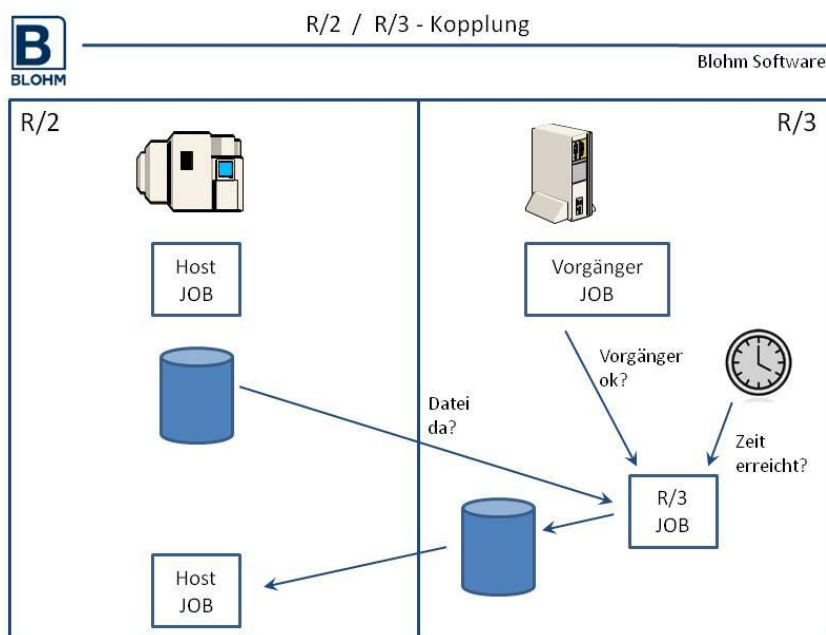 R/2 / R/3 - Kopplung
B
BLOHM
Blohm Software
R/2
R/3
Host
JOB
Vorgänger
JOB
Vorgänger
ok?
Datei
da?
Zeit
erreicht?
R/3
JOB
Host
JOB